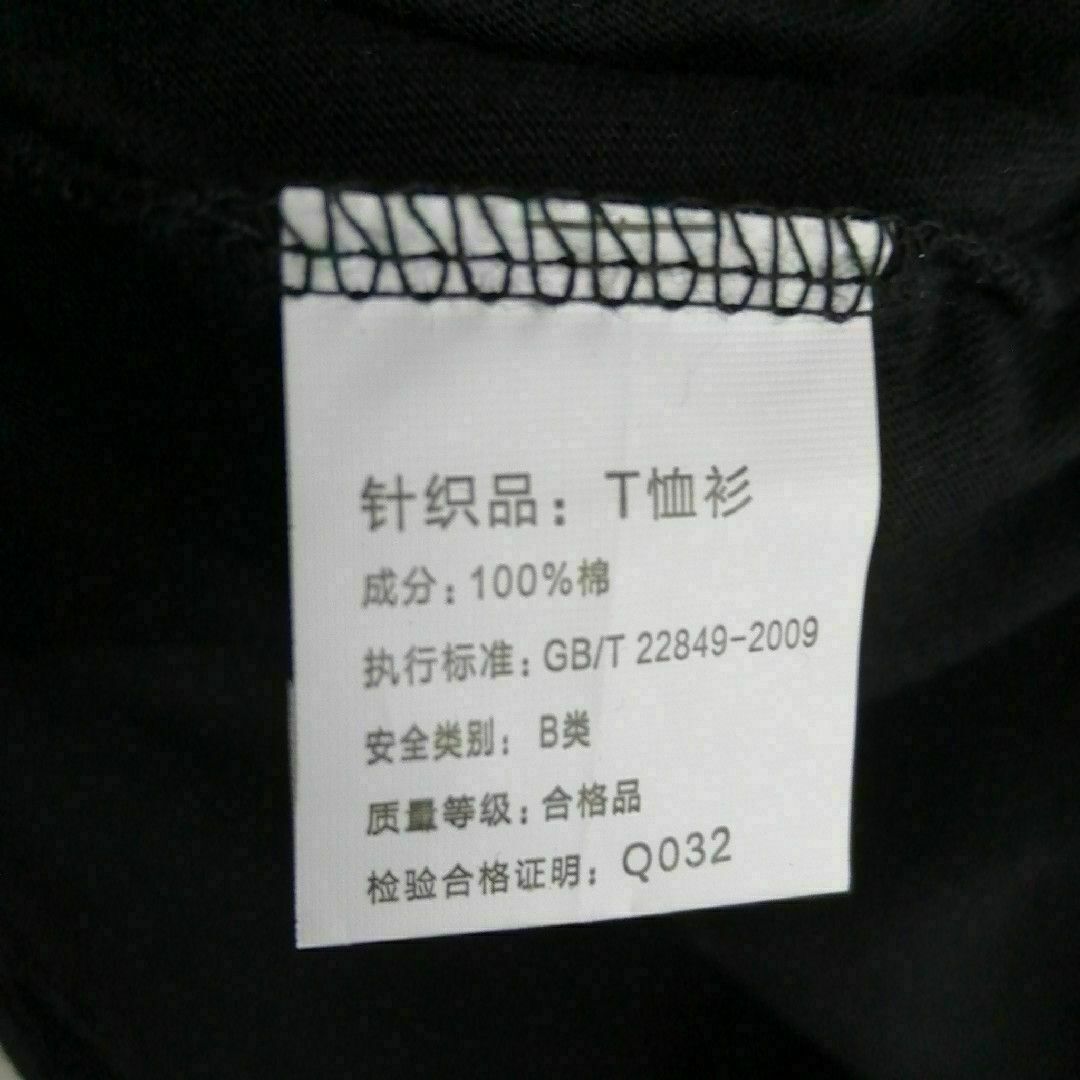 针织品：T恤衫
成分：100%棉
执行标准：GB/T 22849-2009
安全类别：B类
质量等级：合格品
检验合格证明：Q032